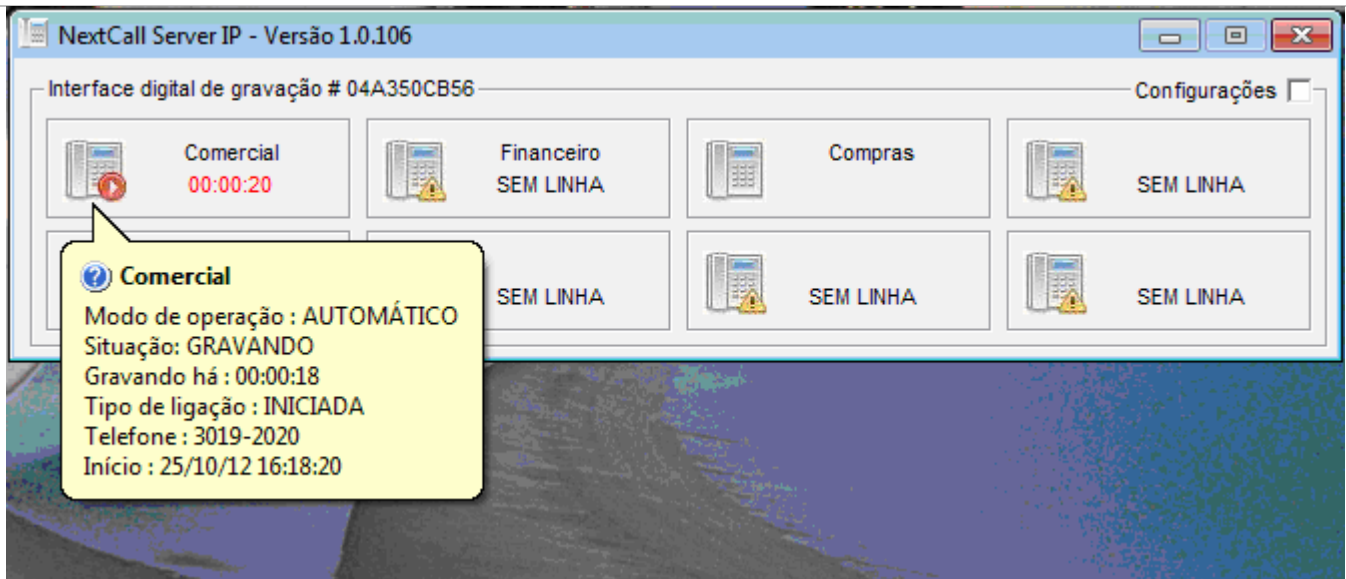 NextCall Server IP - Versão 1.0.106
Interface digital de gravação # 04A350CB56
Configurações
Comercial
00:00:20
Financeiro
SEM LINHA
Compras
SEM LINHA
SEM LINHA
SEM LINHA
SEM LINHA
Comercial
Modo de operação : AUTOMÁTICO
Situação: GRAVANDO
Gravando há : 00:00:18
Tipo de ligação : INICIADA
Telefone : 3019-2020
Início : 25/10/12 16:18:20